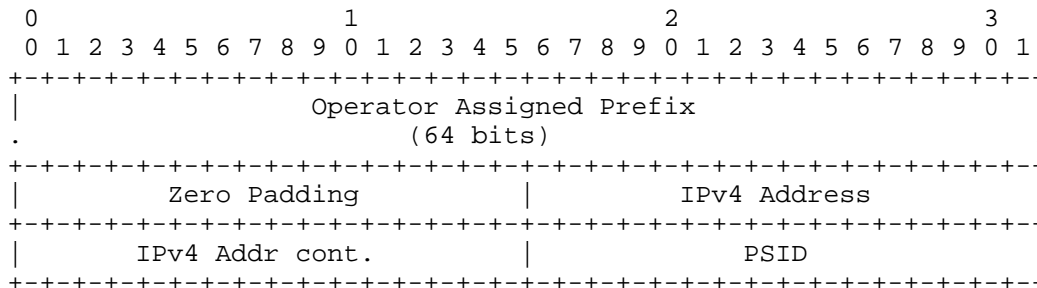 0                   1                   2                   3
 0 1 2 3 4 5 6 7 8 9 0 1 2 3 4 5 6 7 8 9 0 1 2 3 4 5 6 7 8 9 0 1
+-+-+-+-+-+-+-+-+-+-+-+-+-+-+-+-+-+-+-+-+-+-+-+-+-+-+-+-+-+-+-+--
|                   Operator Assigned Prefix
.                         (64 bits)
+-+-+-+-+-+-+-+-+-+-+-+-+-+-+-+-+-+-+-+-+-+-+-+-+-+-+-+-+-+-+-+--
|          Zero Padding          |         IPv4 Address
+-+-+-+-+-+-+-+-+-+-+-+-+-+-+-+-+-+-+-+-+-+-+-+-+-+-+-+-+-+-+-+--
|        IPv4 Addr cont.         |             PSID
+-+-+-+-+-+-+-+-+-+-+-+-+-+-+-+-+-+-+-+-+-+-+-+-+-+-+-+-+-+-+-+--